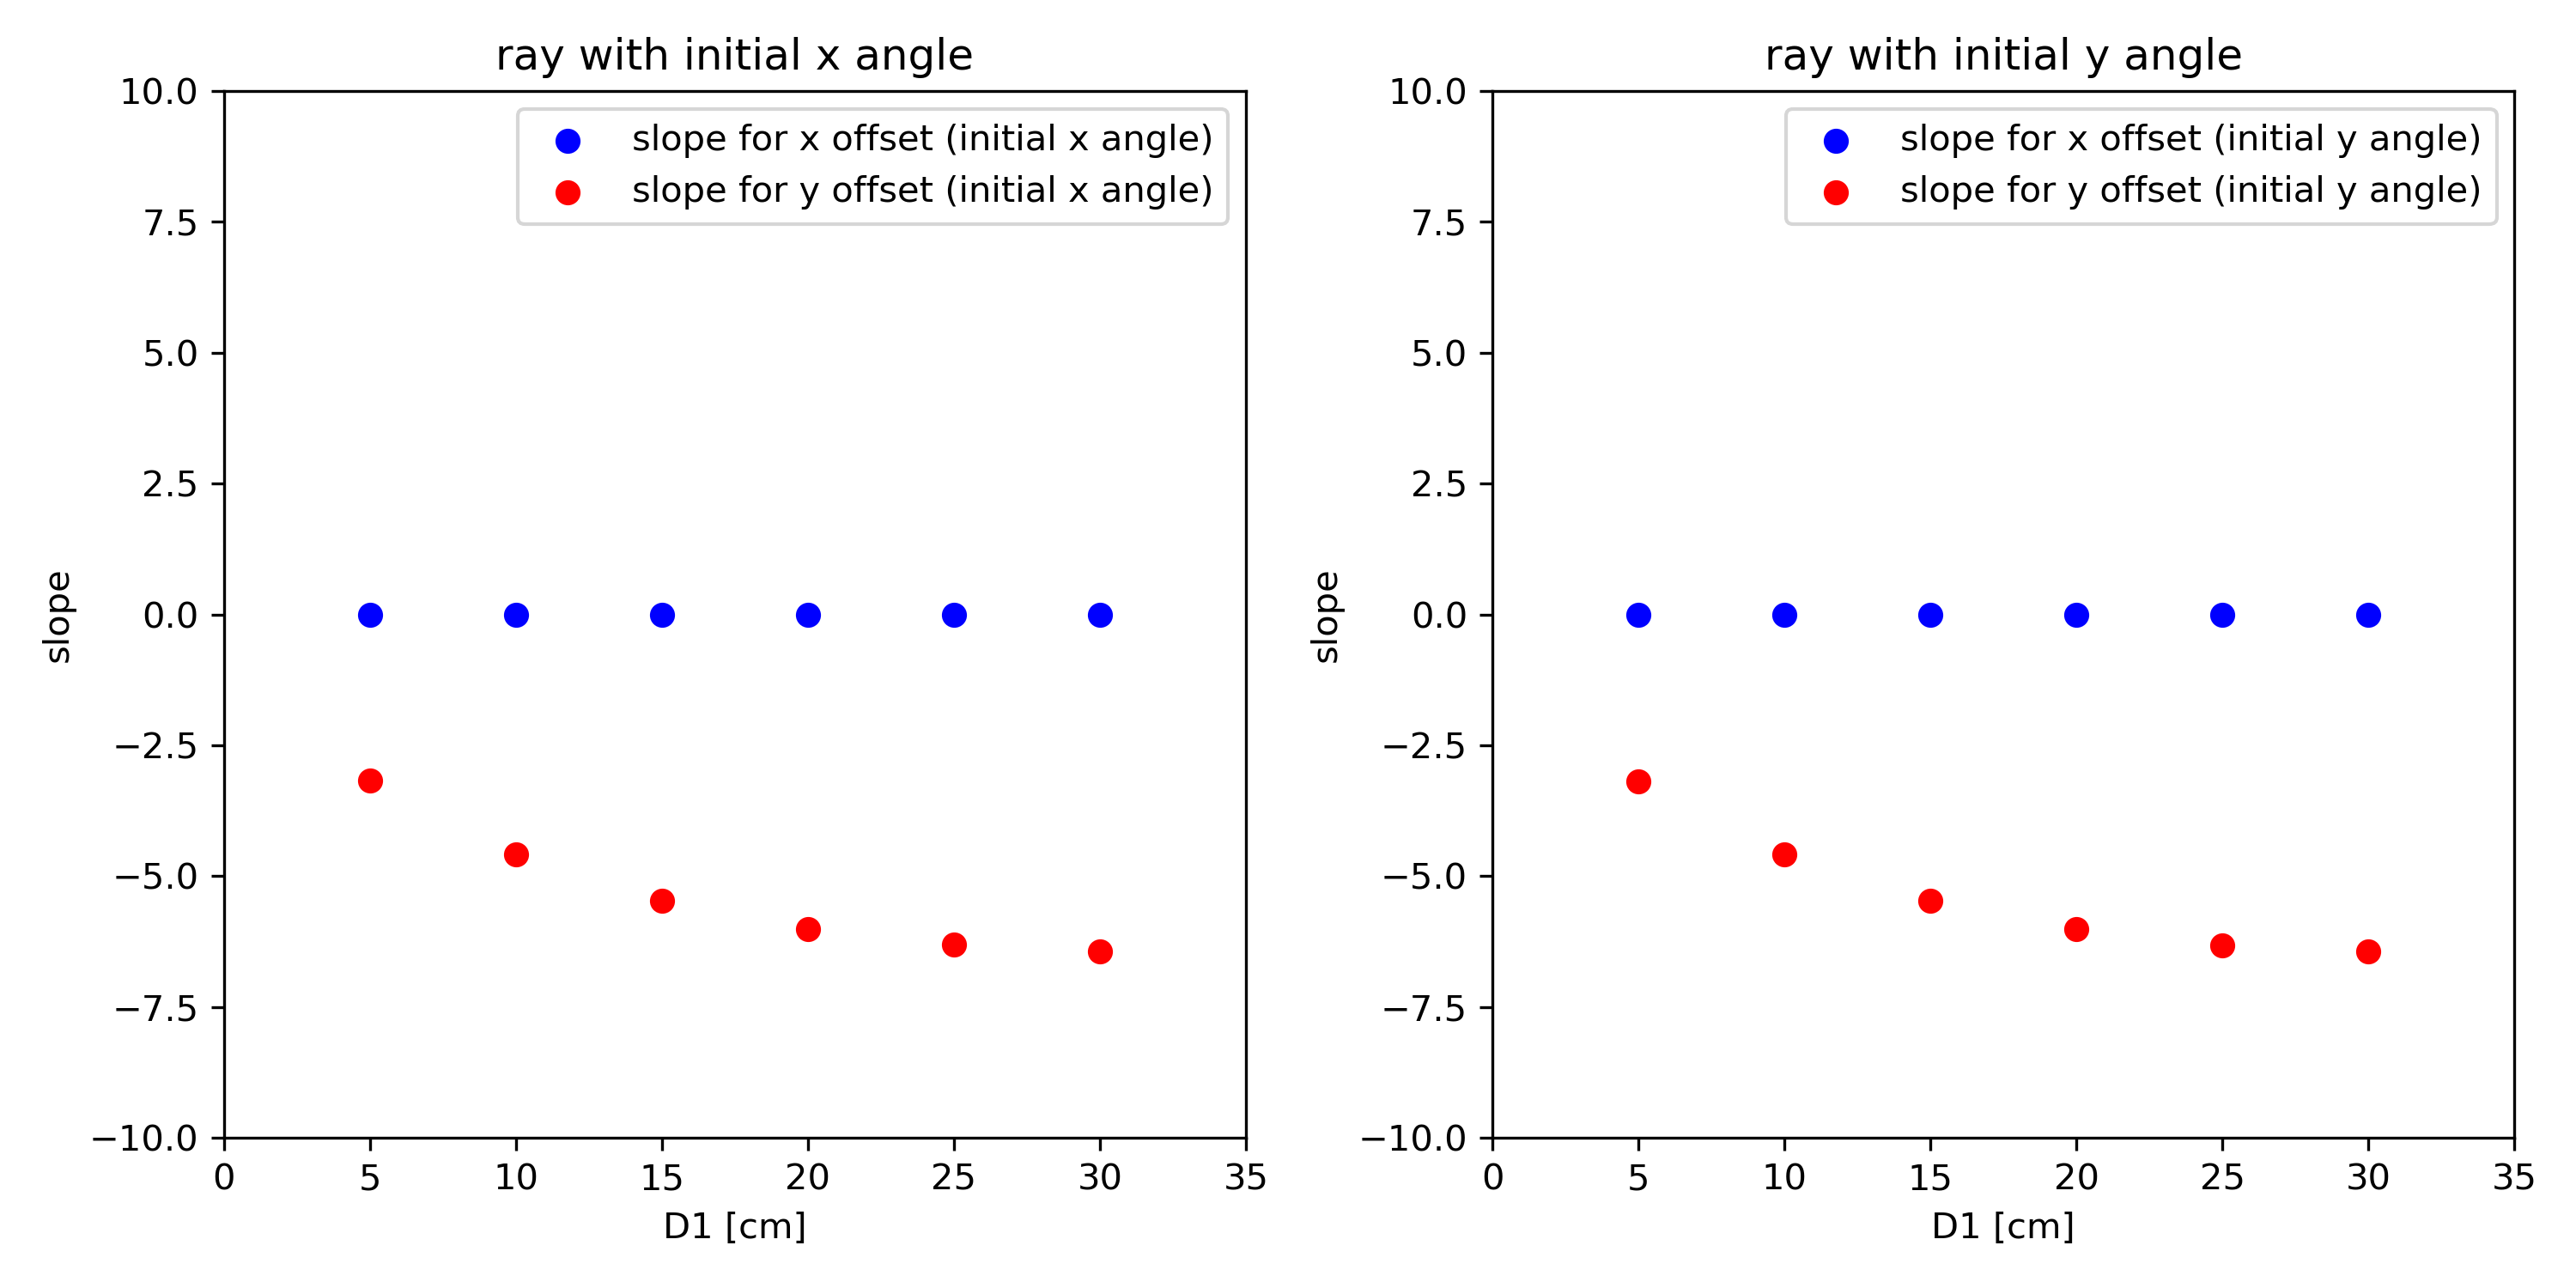 ray with initial x angle
slope for x offset (initial x angle)
slope for y offset (initial x angle)
10.0
7.5
5.0
2.5
0.0
−2.5
−5.0
−7.5
−10.0
slope
0 5 10 15 20 25 30 35
D1 [cm]
ray with initial y angle
slope for x offset (initial y angle)
slope for y offset (initial y angle)
10.0
7.5
5.0
2.5
0.0
−2.5
−5.0
−7.5
−10.0
slope
0 5 10 15 20 25 30 35
D1 [cm]